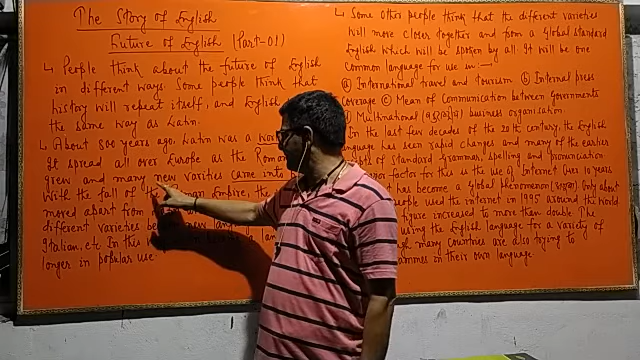 The Story of English
Future of English (Part-01)
↳ People think about the future of English
in different ways. Some people think that
history will repeat itself, and English
the same way as Latin.
↳ About 800 years ago. Latin was a
It spread all over Europe as the Roman
grew and many new varities came into
With the fall of the Empire, the
moved apart from
different varieties new
Italian, etc In this
longer in popular use
↳ Some other people think that the different varieties
will more closer together and from a Global standard
English which will be spoken by all. It will be one
common language for use in:—
(a) International travel and tourism (b) Internal press
coverage (c) Mean of communication between governments
Multinational business organisation.
In the last few decades of the 20th century, the English
language has seen rapid changes and many of the earlier
of standard Grammar, spelling and pronunciation
factor for this is the use of Internet Over 10 years
has become a Global phenomenon Only about
people used the internet in 1995 around the world
figure increased to more than double. The
using the English language for a variety of
many Countries are also trying to
in their own language.